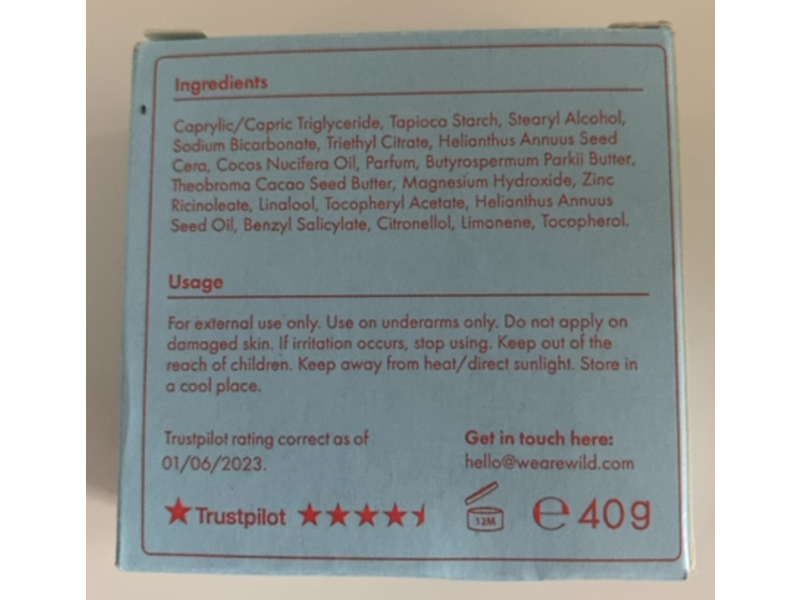 Ingredients
Caprylic/Capric Triglyceride, Tapioca Starch, Stearyl Alcohol,
Sodium Bicarbonate, Triethyl Citrate, Helianthus Annuus Seed
Cera, Cocos Nucifera Oil, Parfum, Butyrospermum Parkii Butter,
Theobroma Cacao Seed Butter, Magnesium Hydroxide, Zinc
Ricinoleate, Linalool, Tocopheryl Acetate, Helianthus Annuus
Seed Oil, Benzyl Salicylate, Citronellol, Limonene, Tocopherol.
Usage
For external use only. Use on underarms only. Do not apply on
damaged skin. If irritation occurs, stop using. Keep out of the
reach of children. Keep away from heat/direct sunlight. Store in
a cool place.
Trustpilot rating correct as of
01/06/2023.
Get in touch here:
hello@wearewild.com
Trustpilot
12M
℮40g